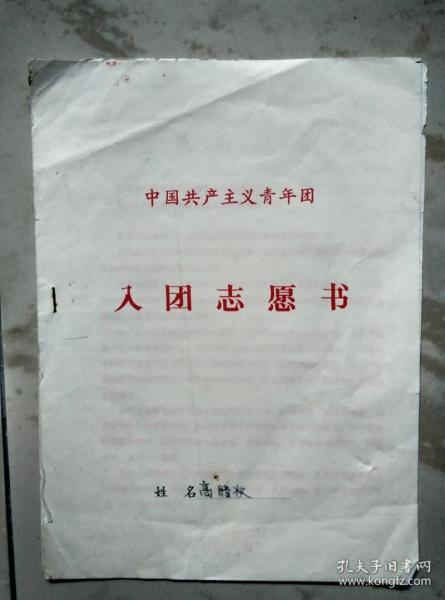 中国共产主义青年团
入团志愿书
姓 名 高腊
孔夫子旧书网
www.kongfz.com